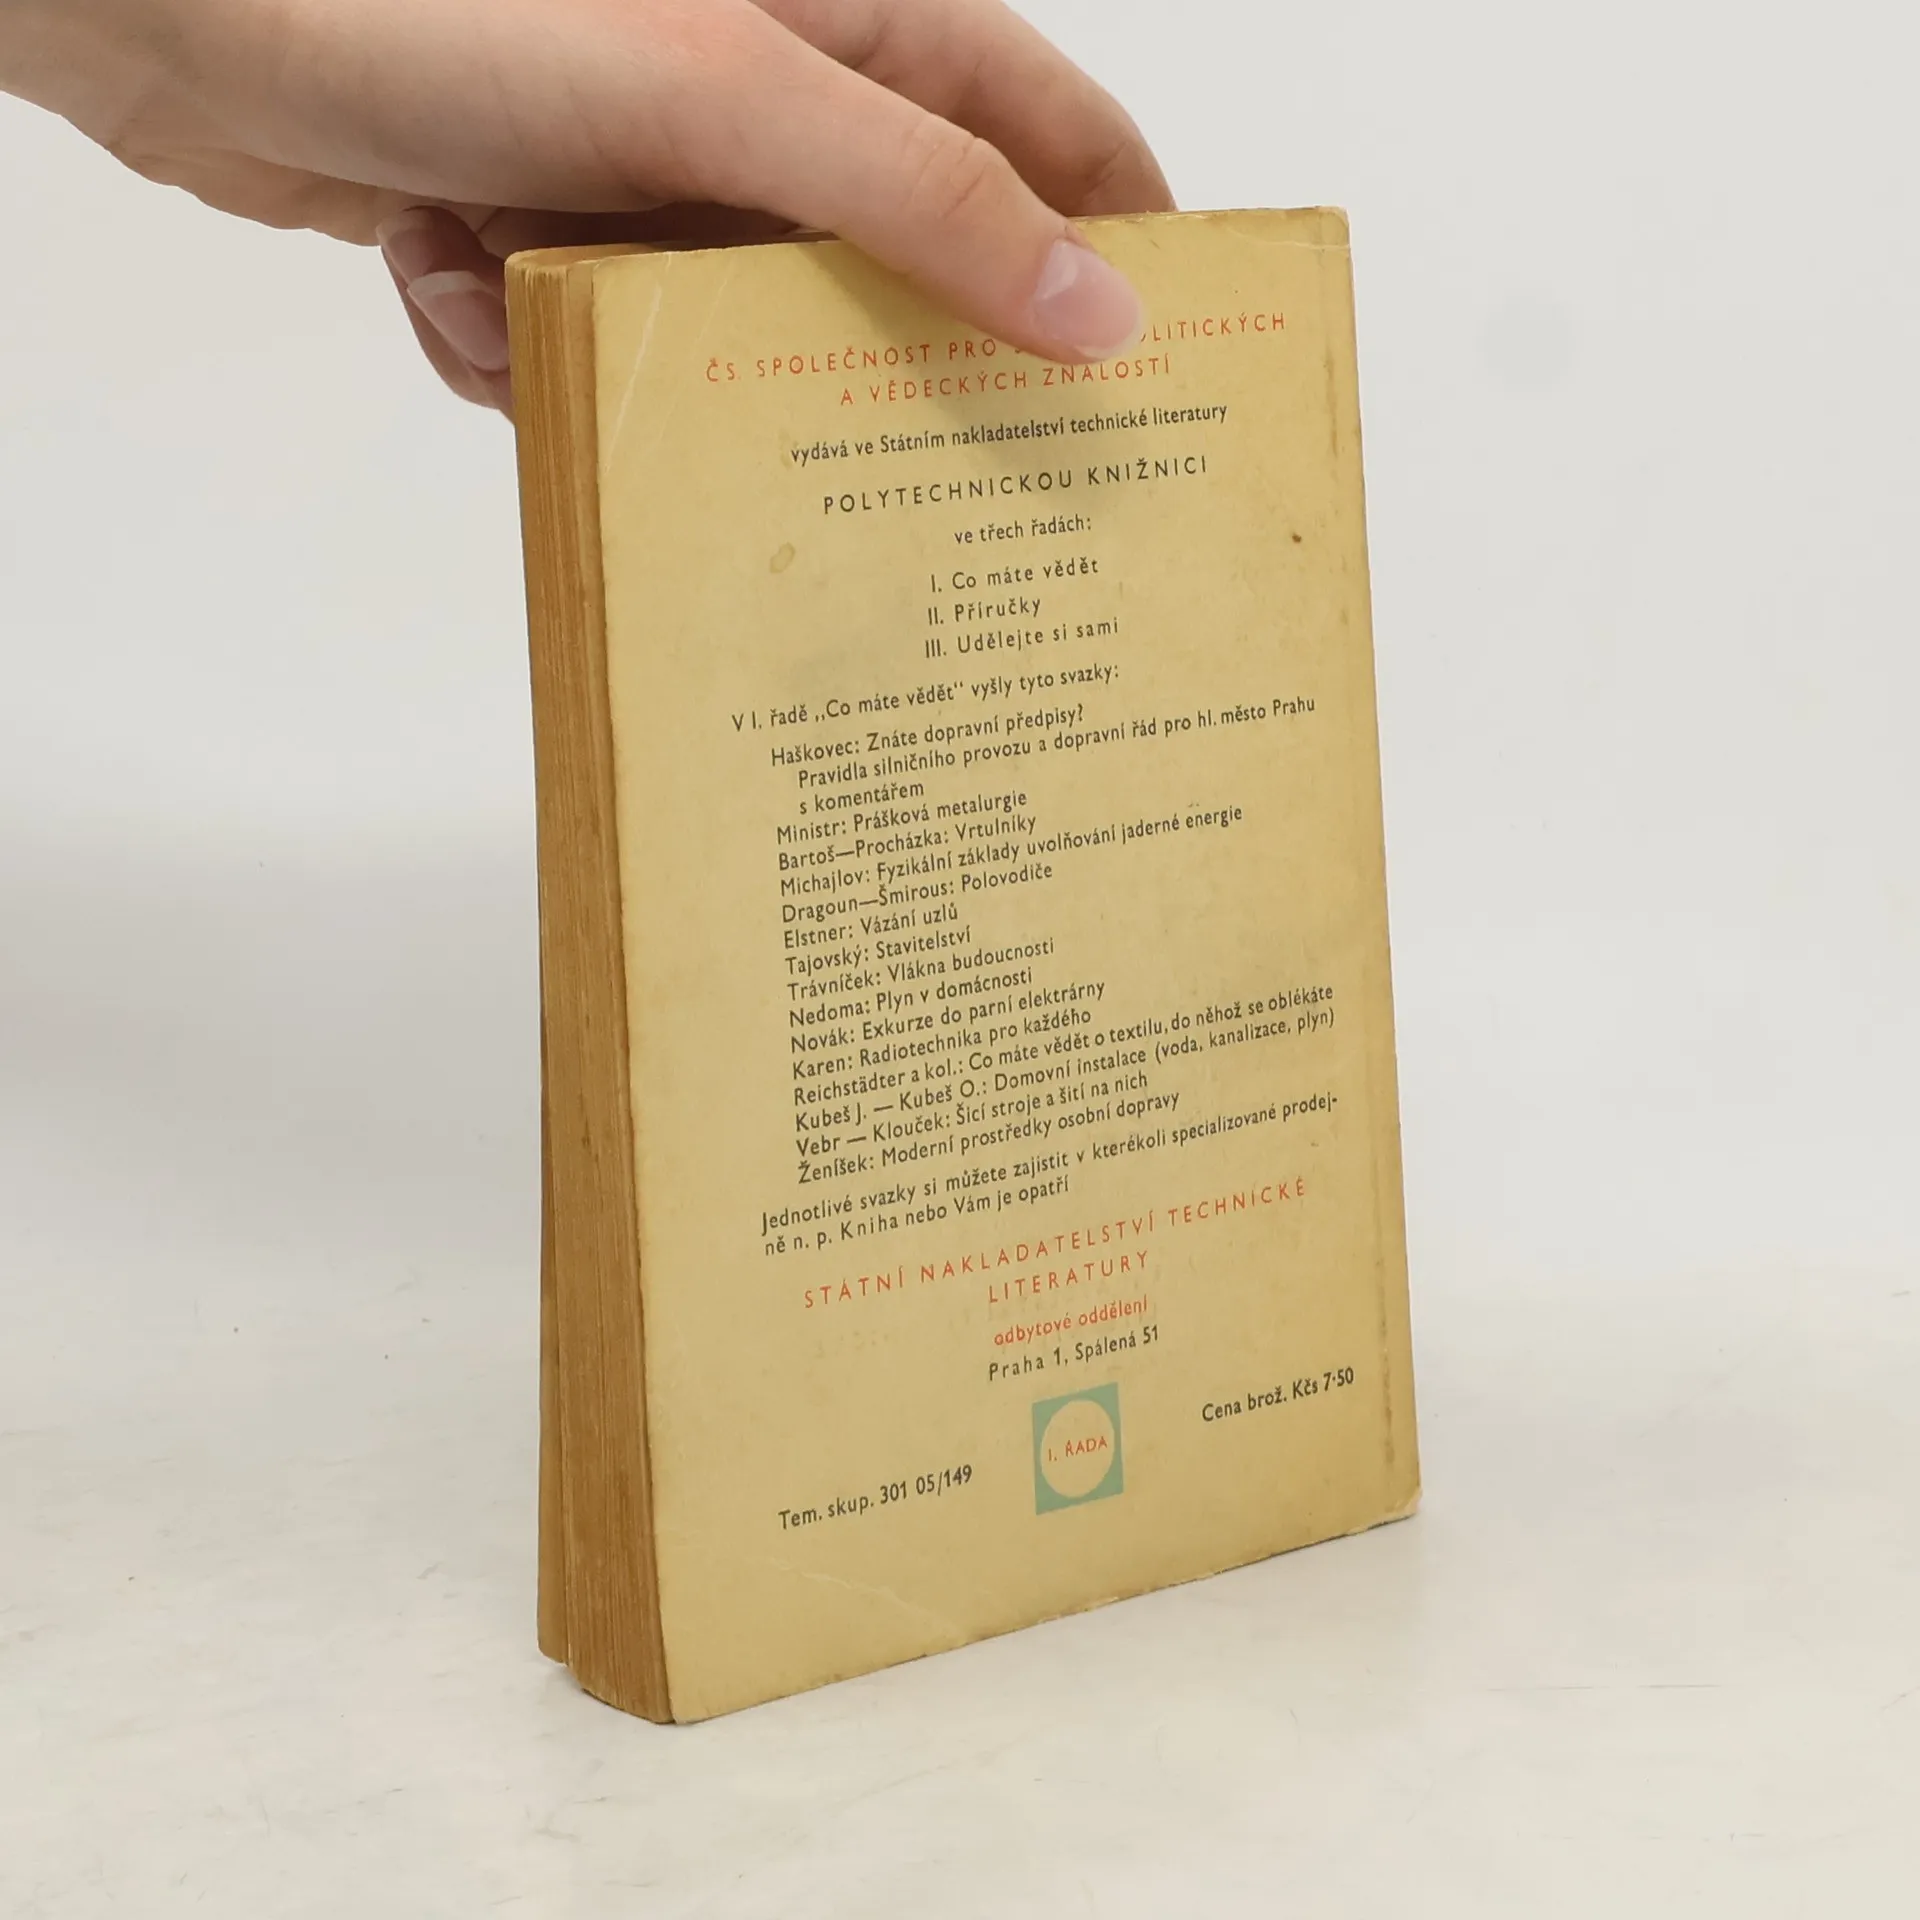 ČS. SPOLEČNOST PRO LITICKÝCH
A VĚDECKÝCH ZNALOSTÍ
vydává ve Státním nakladatelství technické literatury
POLYTECHNICKOU KNIŽNICI
ve třech řadách:
I. Co máte vědět
II. Příručky
III. Udělejte si sami
V I. řadě „Co máte vědět“ vyšly tyto svazky:
Haškovec: Znáte dopravní předpisy?
Pravidla silničního provozu a dopravní řád pro hl. město Prahu
s komentářem
Ministr: Prášková metalurgie
Bartoš—Procházka: Vrtulníky
Michajlov: Fyzikální základy uvolňování jaderné energie
Dragoun—Šmirous: Polovodiče
Elstner: Vázání uzlů
Tajovský: Stavitelství
Trávníček: Vlákna budoucnosti
Nedoma: Plyn v domácnosti
Novák: Exkurze do parní elektrárny
Karen: Radiotechnika pro každého
Reichstädter a kol.: Co máte vědět o textilu, do něhož se oblékáte
Kubeš J. — Kubeš O.: Domovní instalace (voda, kanalizace, plyn)
Vebr — Klouček: Šicí stroje a šití na nich
Ženíšek: Moderní prostředky osobní dopravy
Jednotlivé svazky si můžete zajistit v kterékoli specializované prodej-
ně n. p. Kniha nebo Vám je opatří
STÁTNÍ NAKLADATELSTVÍ TECHNICKÉ
LITERATURY
odbytové oddělení
Praha 1, Spálená 51
Cena brož. Kčs 7·50
I. ŘADA
Tem. skup. 301 05/149